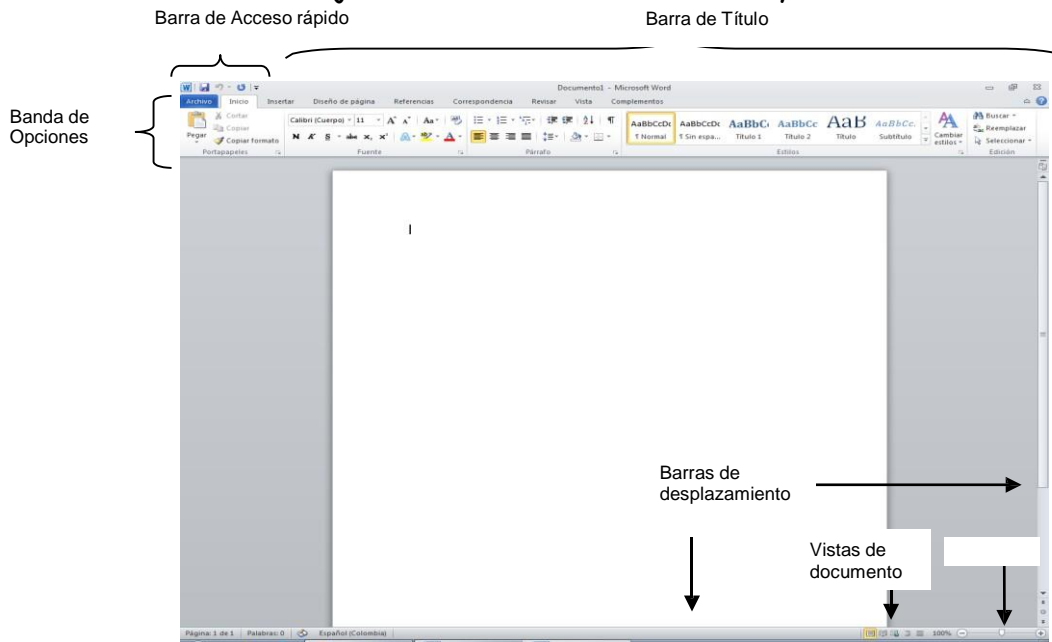 Barra de Acceso rápido
Barra de Título
Banda de
Opciones
Documento1 - Microsoft Word
Archivo Inicio Insertar Diseño de página Referencias Correspondencia Revisar Vista Complementos
Pegar
Cortar
Copiar
Copiar formato
Portapapeles
Calibri (Cuerpo) 11
N K S abc x, x'
Fuente
Párrafo
AaBbCcDc AaBbCcDc AaBbC AaBbCc AaB AaBbCc.
¶ Normal ¶ Sin espa... Título 1 Título 2 Título Subtítulo
Estilos
Cambiar
estilos
Buscar
Reemplazar
Seleccionar
Edición
Barras de
desplazamiento
Vistas de
documento
Página: 1 de 1 Palabras: 0 Español (Colombia) 100%